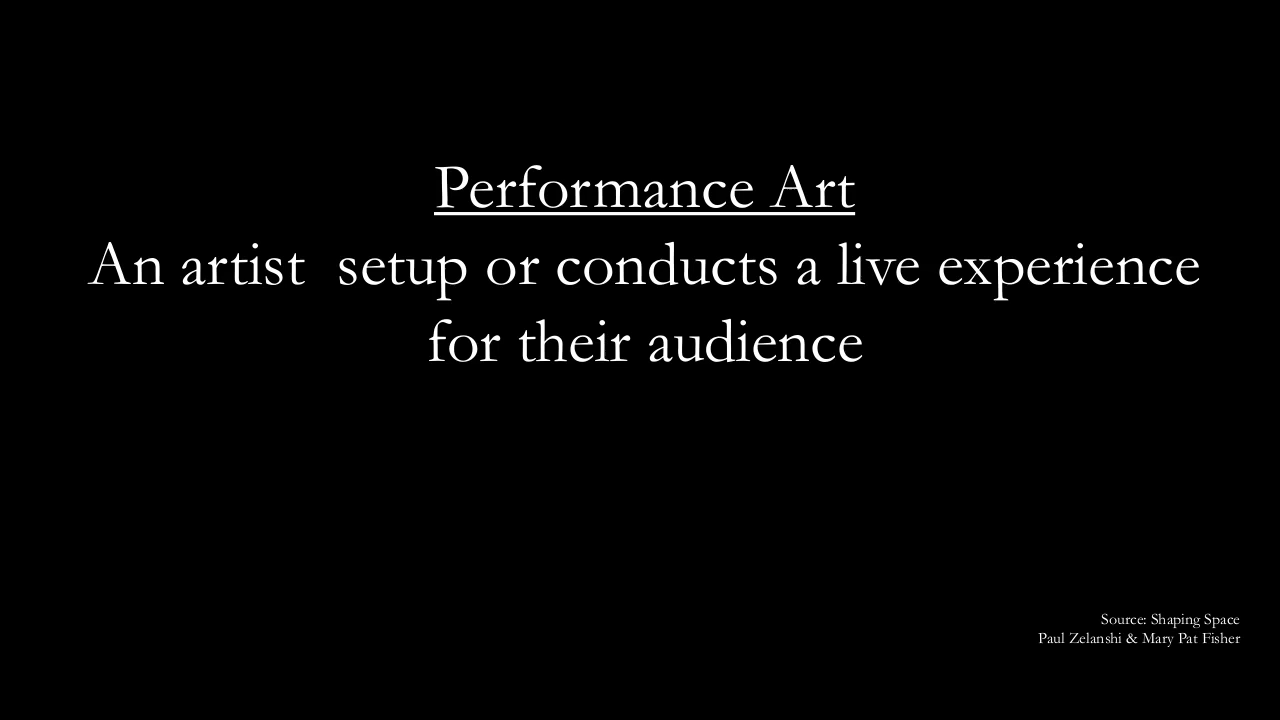 Performance Art
An artist  setup or conducts a live experience
for their audience
Source: Shaping Space
Paul Zelanshi & Mary Pat Fisher